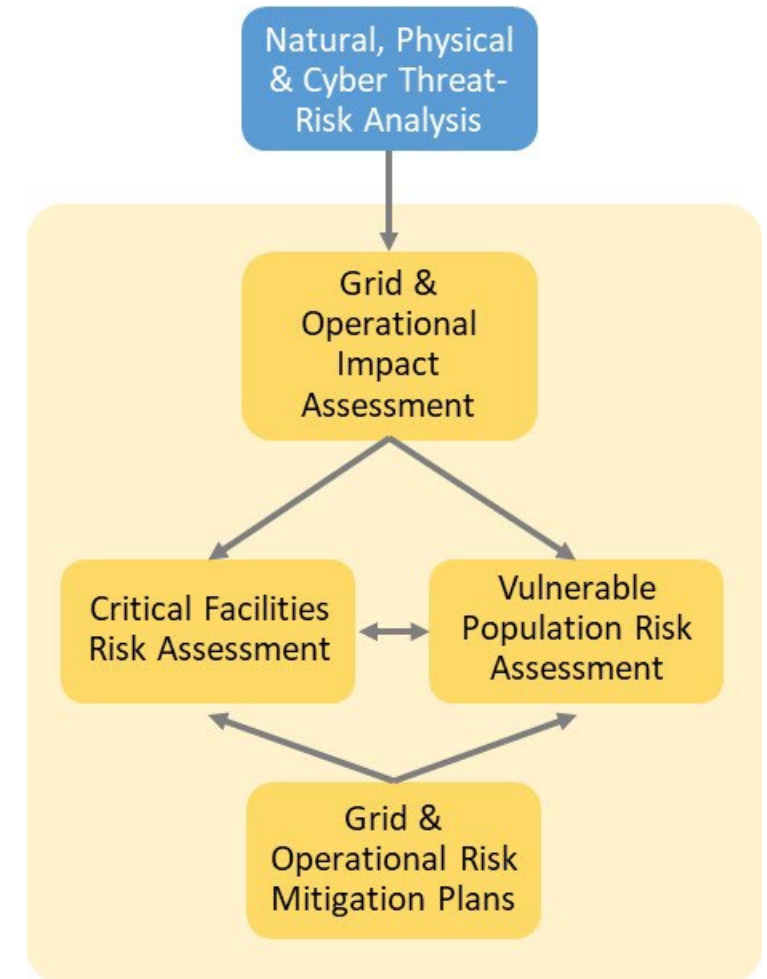 Natural, Physical
& Cyber Threat-
Risk Analysis
Grid &
Operational
Impact
Assessment
Critical Facilities
Risk Assessment
Vulnerable
Population Risk
Assessment
Grid &
Operational Risk
Mitigation Plans